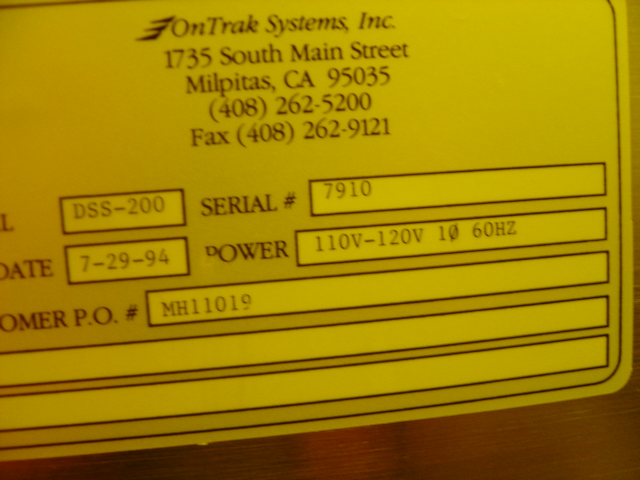 OnTrak Systems, Inc.
1735 South Main Street
Milpitas, CA 95035
(408) 262-5200
Fax (408) 262-9121
L DSS-200 SERIAL # 7910
DATE 7-29-94 POWER 110V-120V 1Ø 60HZ
OMER P.O. # MH11019